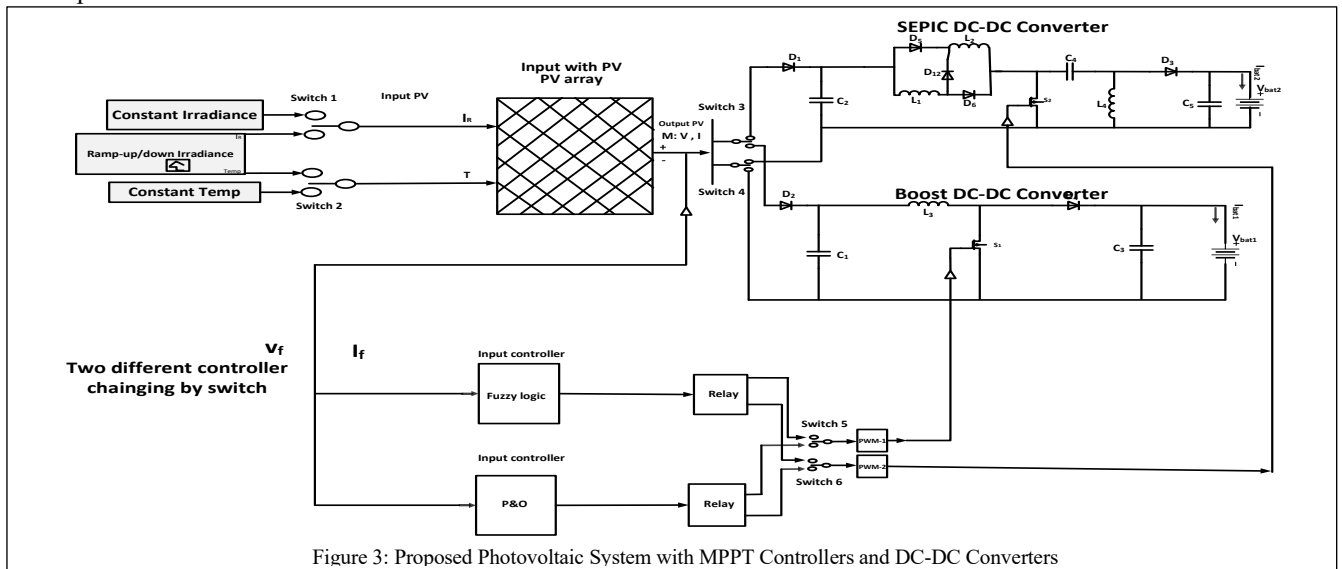 SEPIC DC-DC Converter
D₅
L₂
D₁
C₄
D₃
Input with PV
PV array
D₁₂
Ibat2
Vbat2
+
-
Switch 1
Input PV
L₁
D₆
S₂
C₂
L₄
C₅
Constant Irradiance
Switch 3
IR
Output PV
M: V , I
+
-
Ramp-up/down Irradiance
Ir
Temp
T
Constant Temp
Switch 2
Switch 4
D₂
Boost DC-DC Converter
L₃
Ibat1
Vbat1
+
-
S₁
C₁
C₃
Vf
If
Two different controller
chainging by switch
Input controller
Fuzzy logic
Relay
Switch 5
PWM-1
Input controller
PWM-2
Switch 6
P&O
Relay
Figure 3: Proposed Photovoltaic System with MPPT Controllers and DC-DC Converters